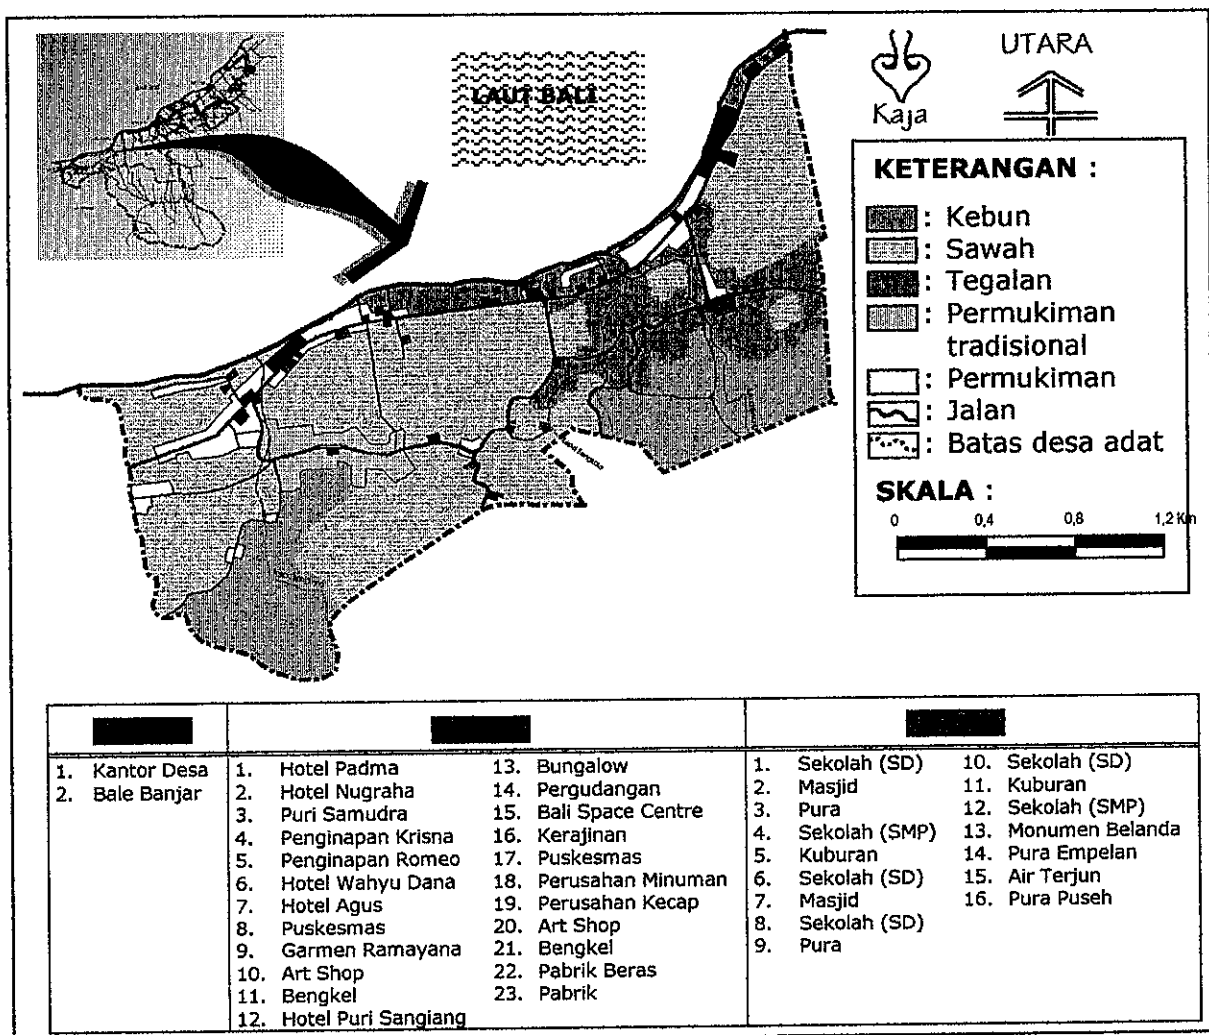 LAUT BALI
Kaja
UTARA
KETERANGAN :
: Kebun
: Sawah
: Tegalan
: Permukiman
tradisional
: Permukiman
: Jalan
: Batas desa adat
SKALA :
0 0,4 0,8 1,2 Km
1. Kantor Desa
2. Bale Banjar
1. Hotel Padma
2. Hotel Nugraha
3. Puri Samudra
4. Penginapan Krisna
5. Penginapan Romeo
6. Hotel Wahyu Dana
7. Hotel Agus
8. Puskesmas
9. Garmen Ramayana
10. Art Shop
11. Bengkel
12. Hotel Puri Sangiang
13. Bungalow
14. Pergudangan
15. Bali Space Centre
16. Kerajinan
17. Puskesmas
18. Perusahan Minuman
19. Perusahan Kecap
20. Art Shop
21. Bengkel
22. Pabrik Beras
23. Pabrik
1. Sekolah (SD)
2. Masjid
3. Pura
4. Sekolah (SMP)
5. Kuburan
6. Sekolah (SD)
7. Masjid
8. Sekolah (SD)
9. Pura
10. Sekolah (SD)
11. Kuburan
12. Sekolah (SMP)
13. Monumen Belanda
14. Pura Empelan
15. Air Terjun
16. Pura Puseh